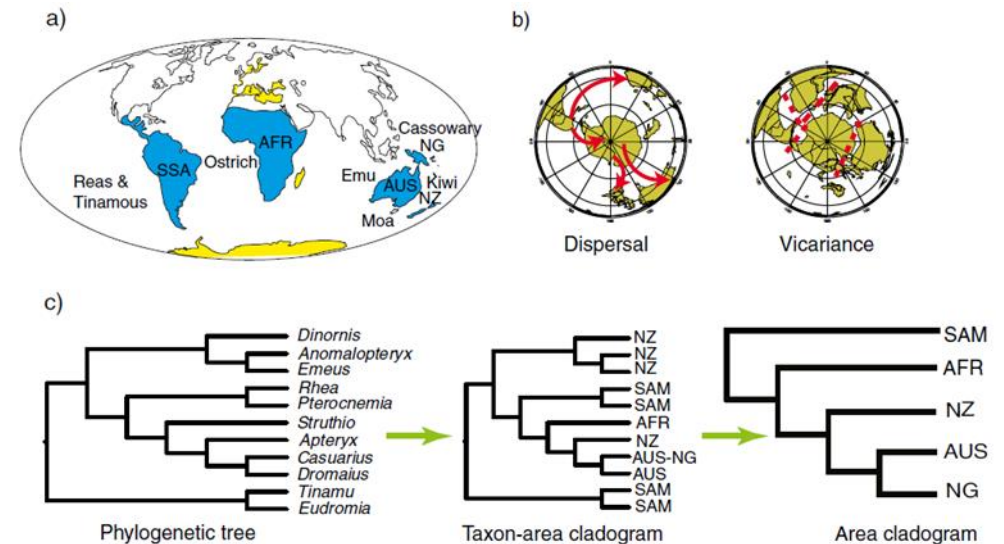 a)
SSA
AFR
Ostrich
Reas &
Tinamous
Cassowary
NG
Emu
AUS
Kiwi
NZ
Moa
b)
Dispersal
Vicariance
c)
Dinornis
Anomalopteryx
Emeus
Rhea
Pterocnemia
Struthio
Apteryx
Casuarius
Dromaius
Tinamu
Eudromia
Phylogenetic tree
NZ
NZ
NZ
SAM
SAM
AFR
NZ
AUS-NG
AUS
SAM
SAM
Taxon-area cladogram
SAM
AFR
NZ
AUS
NG
Area cladogram